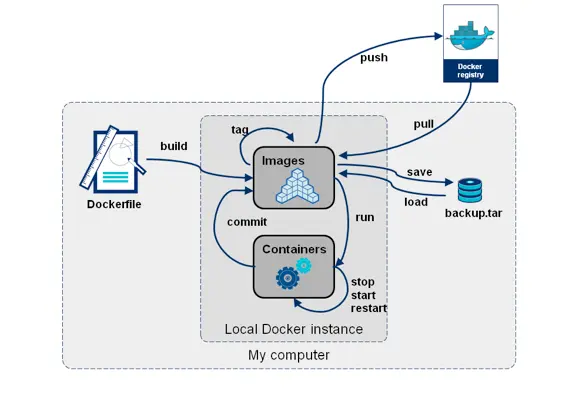 Docker
registry
push
pull
tag
build
Images
save
load
Dockerfile
backup.tar
commit
run
Containers
stop
start
restart
Local Docker instance
My computer